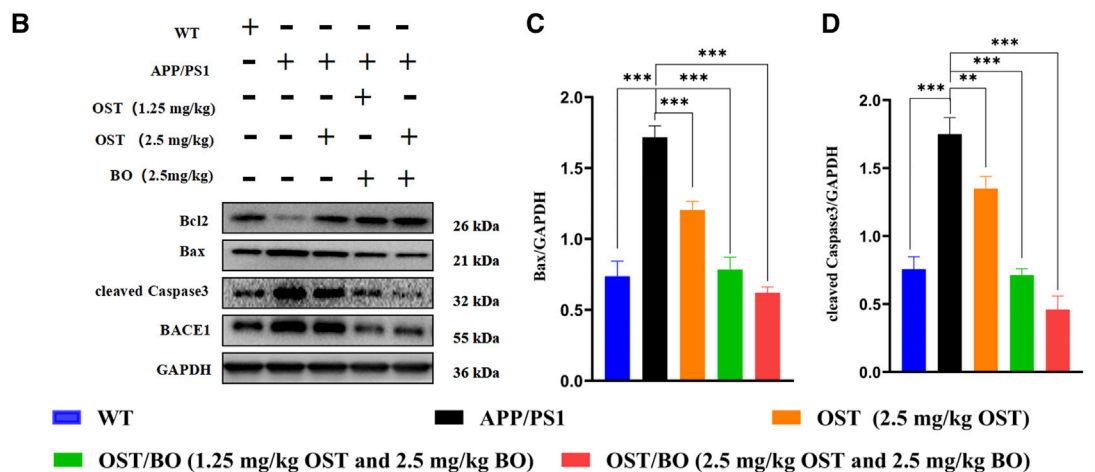 B
WT + - - - -
APP/PS1 - + + + +
OST (1.25 mg/kg) - - - + -
OST (2.5 mg/kg) - - + - +
BO (2.5mg/kg) - - - + +
Bcl2 26 kDa
Bax 21 kDa
cleaved Caspase3 32 kDa
BACE1 55 kDa
GAPDH 36 kDa
C
***
*** ***
***
2.0
1.5
1.0
0.5
0.0
Bax/GAPDH
D
***
***
*** **
2.0
1.5
1.0
0.5
0.0
cleaved Caspase3/GAPDH
WT APP/PS1 OST (2.5 mg/kg OST)
OST/BO (1.25 mg/kg OST and 2.5 mg/kg BO) OST/BO (2.5 mg/kg OST and 2.5 mg/kg BO)